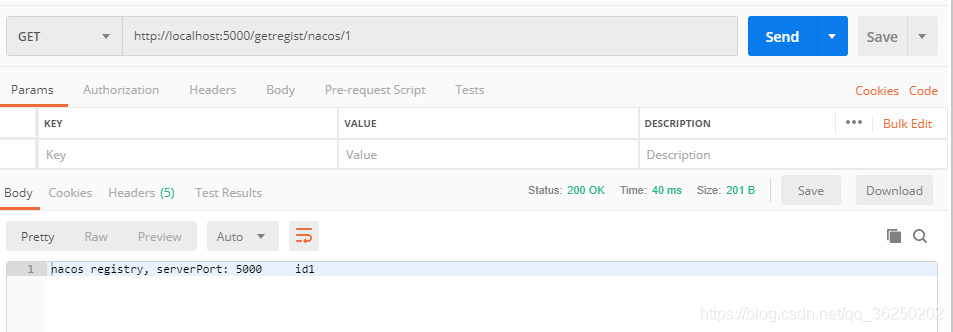 GET http://localhost:5000/getregist/nacos/1 Send Save
Params Authorization Headers Body Pre-request Script Tests Cookies Code
KEY VALUE DESCRIPTION ••• Bulk Edit
Key Value Description
Body Cookies Headers (5) Test Results Status: 200 OK Time: 40 ms Size: 201 B Save Download
Pretty Raw Preview Auto
1 nacos registry, serverPort: 5000 id1
https://blog.csdn.net/qq_36250202